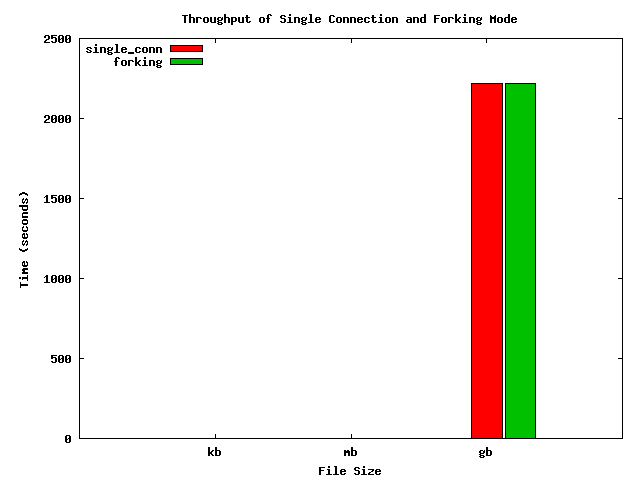 Throughput of Single Connection and Forking Mode
2500
single_conn
forking
2000
1500
1000
500
0
Time (seconds)
kb
mb
gb
File Size